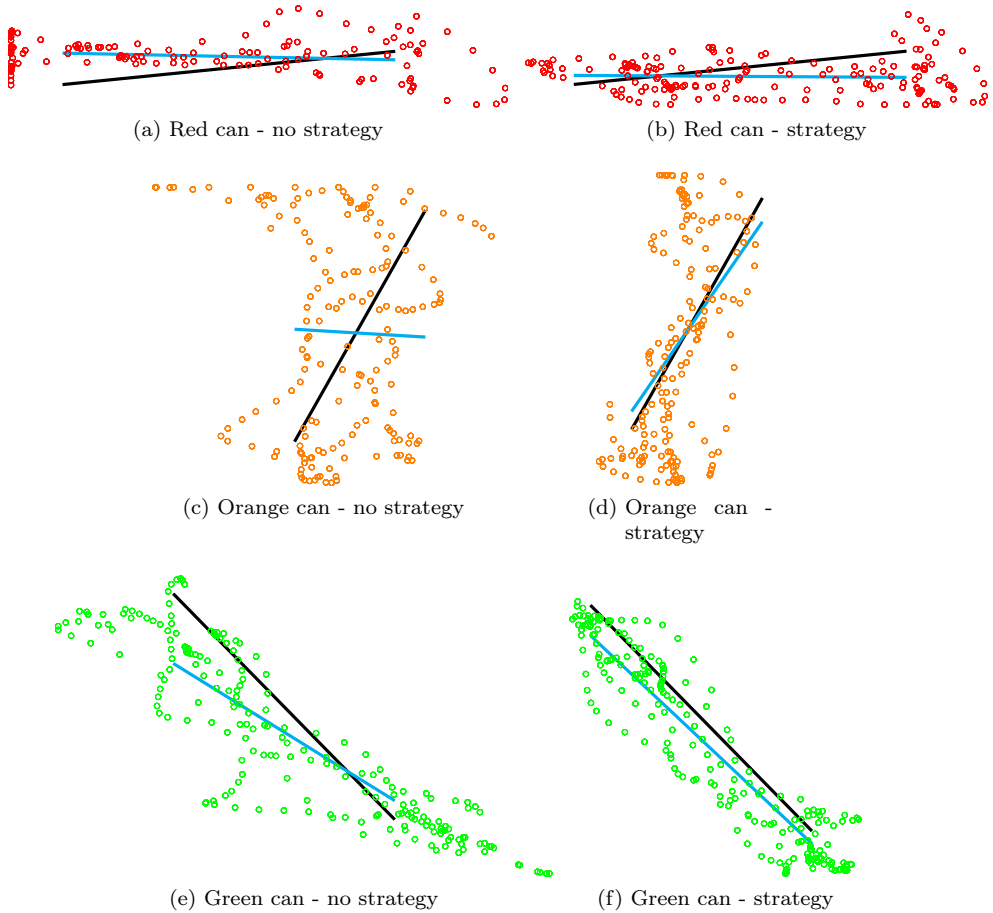 (a) Red can - no strategy
(b) Red can - strategy
(c) Orange can - no strategy
(d) Orange can -
strategy
(e) Green can - no strategy
(f) Green can - strategy